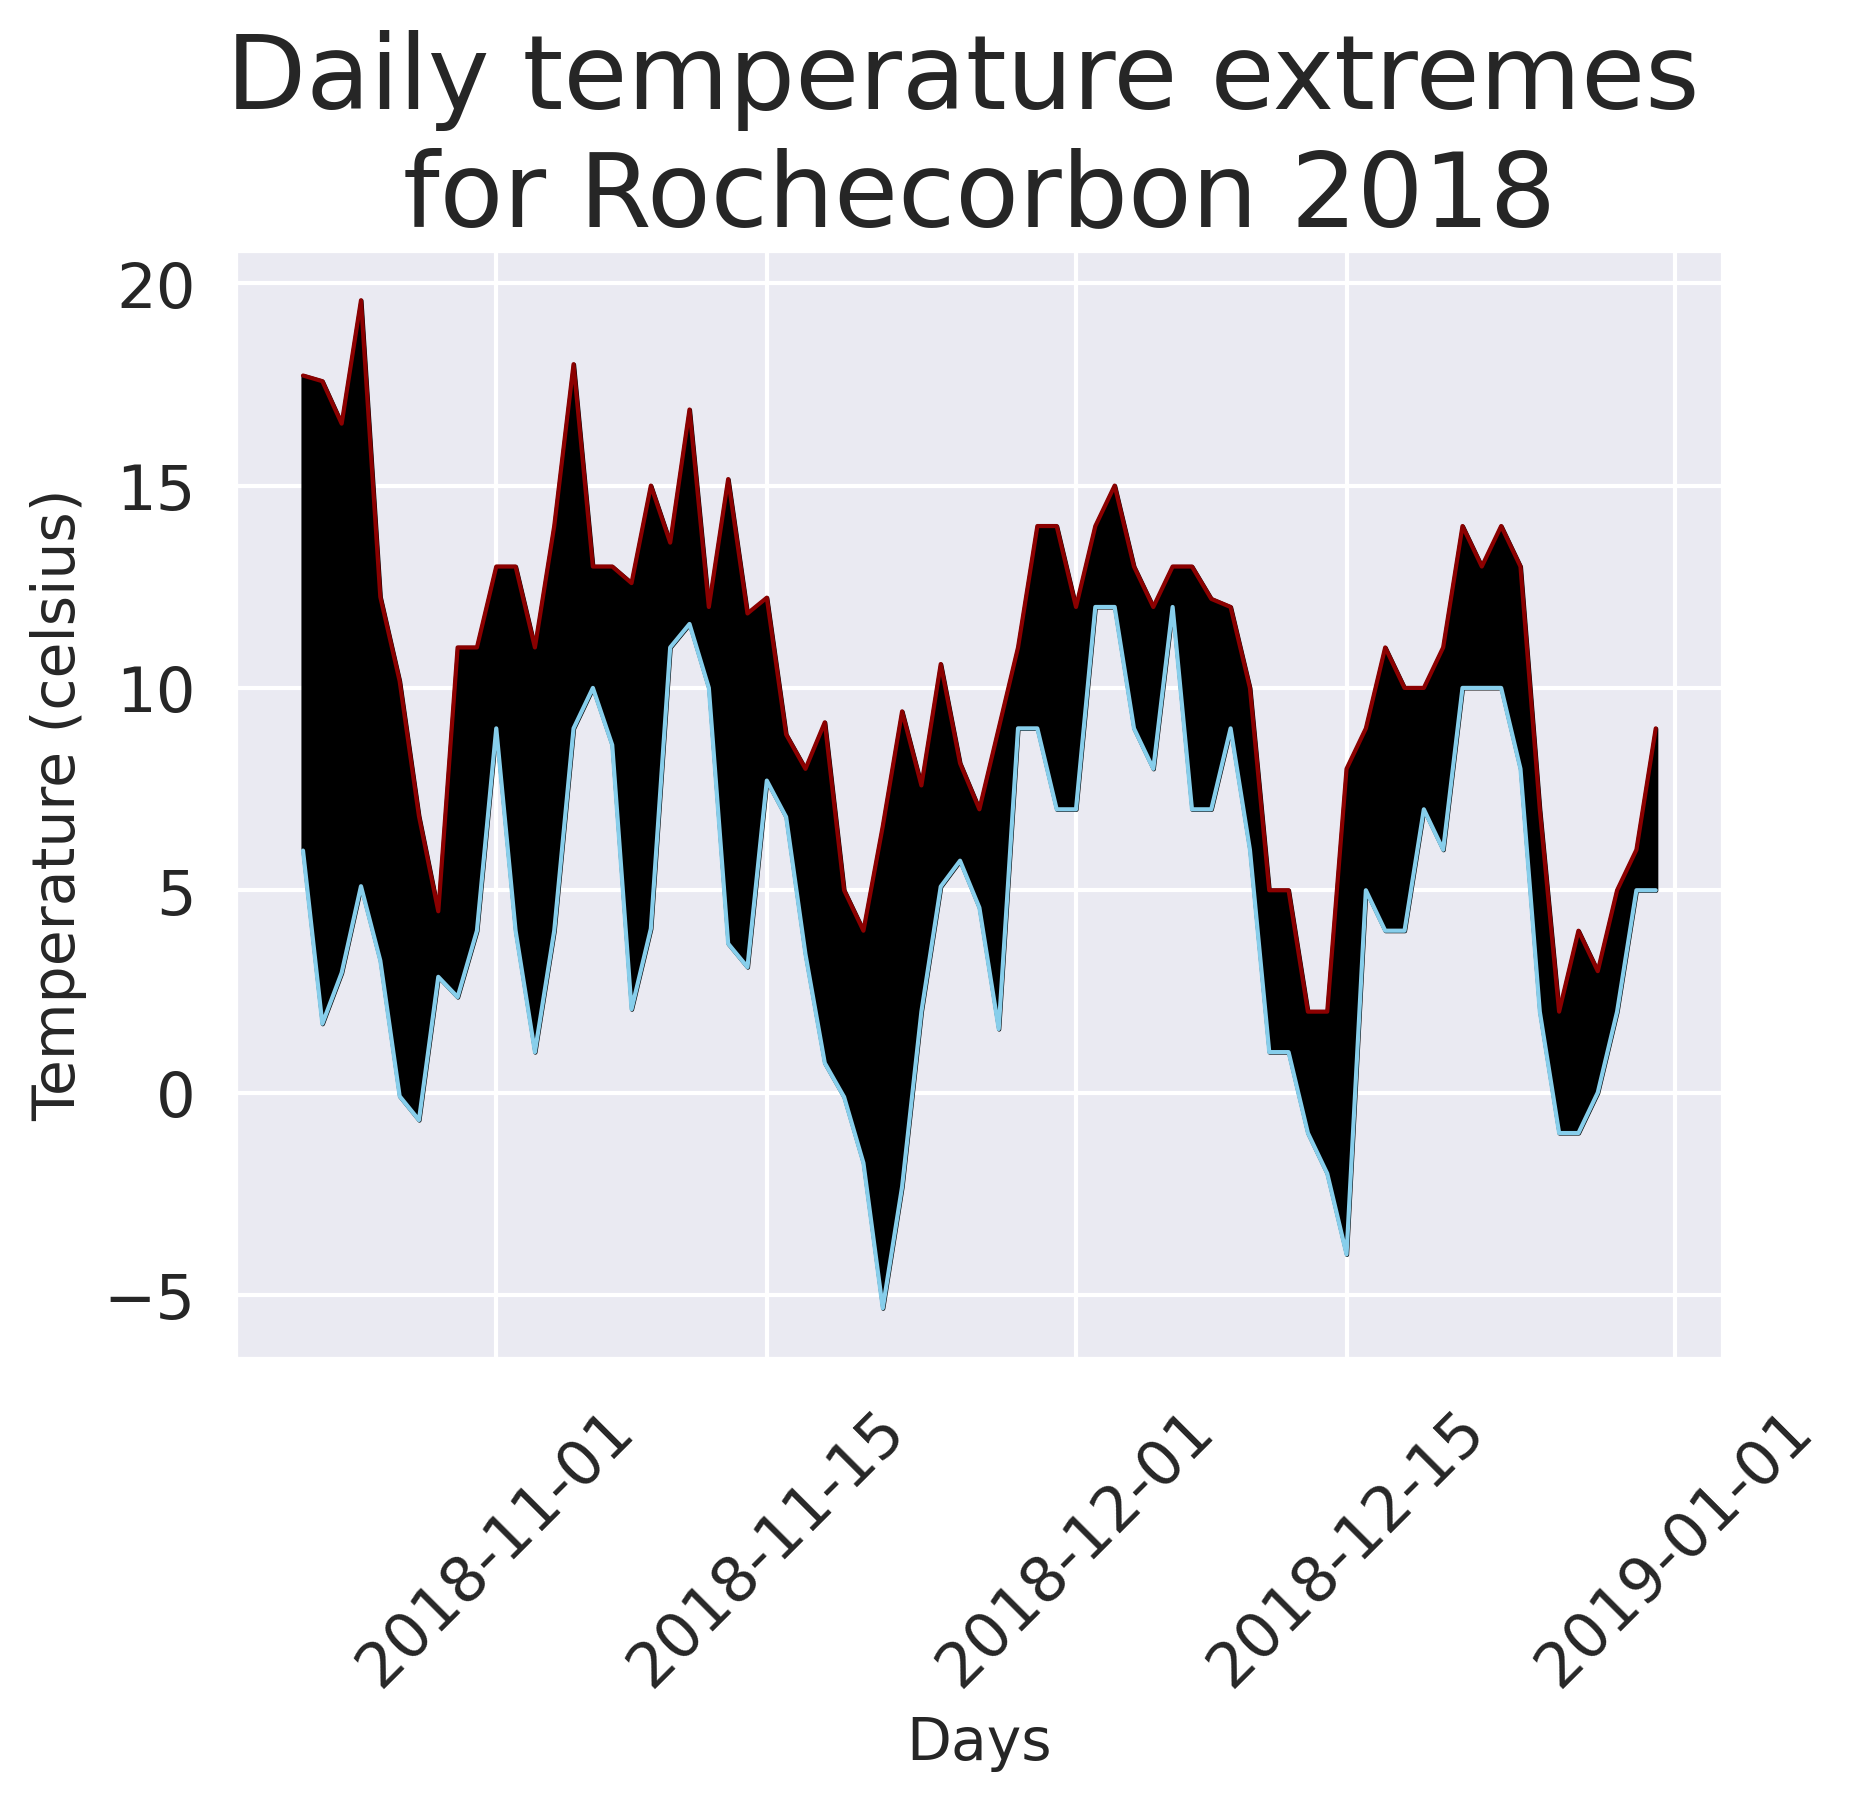 Daily temperature extremes
for Rochecorbon 2018
Temperature (celsius)
20
15
10
5
0
−5
2018-11-01
2018-11-15
2018-12-01
2018-12-15
2019-01-01
Days